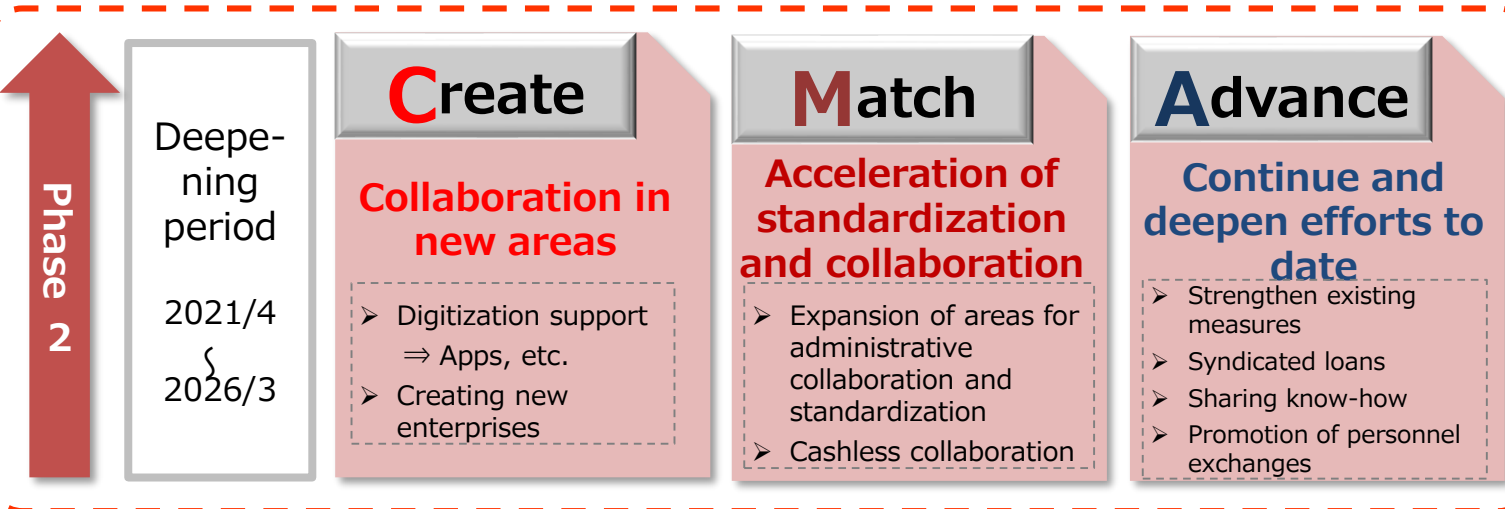 Phase 2
Deepe-
ning
period
2021/4
〜
2026/3
Create
Collaboration in
new areas
➢ Digitization support
⇒ Apps, etc.
➢ Creating new
enterprises
Match
Acceleration of
standardization
and collaboration
➢ Expansion of areas for
administrative
collaboration and
standardization
➢ Cashless collaboration
Advance
Continue and
deepen efforts to
date
➢ Strengthen existing
measures
➢ Syndicated loans
➢ Sharing know-how
➢ Promotion of personnel
exchanges